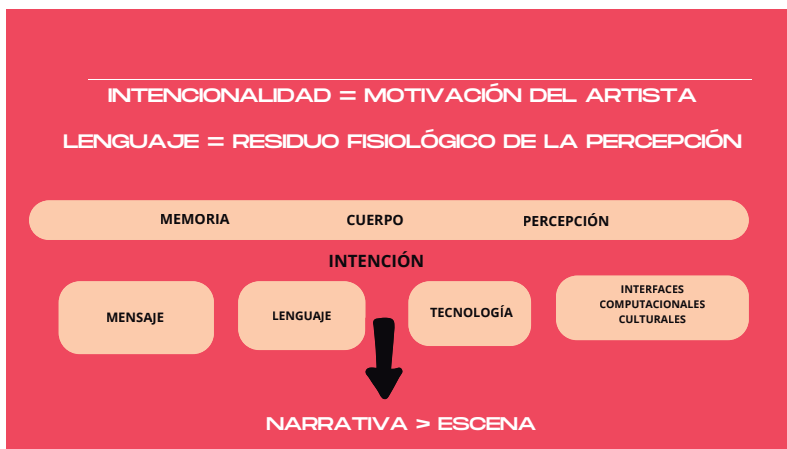 INTENCIONALIDAD = MOTIVACIÓN DEL ARTISTA
LENGUAJE = RESIDUO FISIOLÓGICO DE LA PERCEPCIÓN
MEMORIA CUERPO PERCEPCIÓN
INTENCIÓN
MENSAJE
LENGUAJE
TECNOLOGÍA
INTERFACES
COMPUTACIONALES
CULTURALES
NARRATIVA > ESCENA